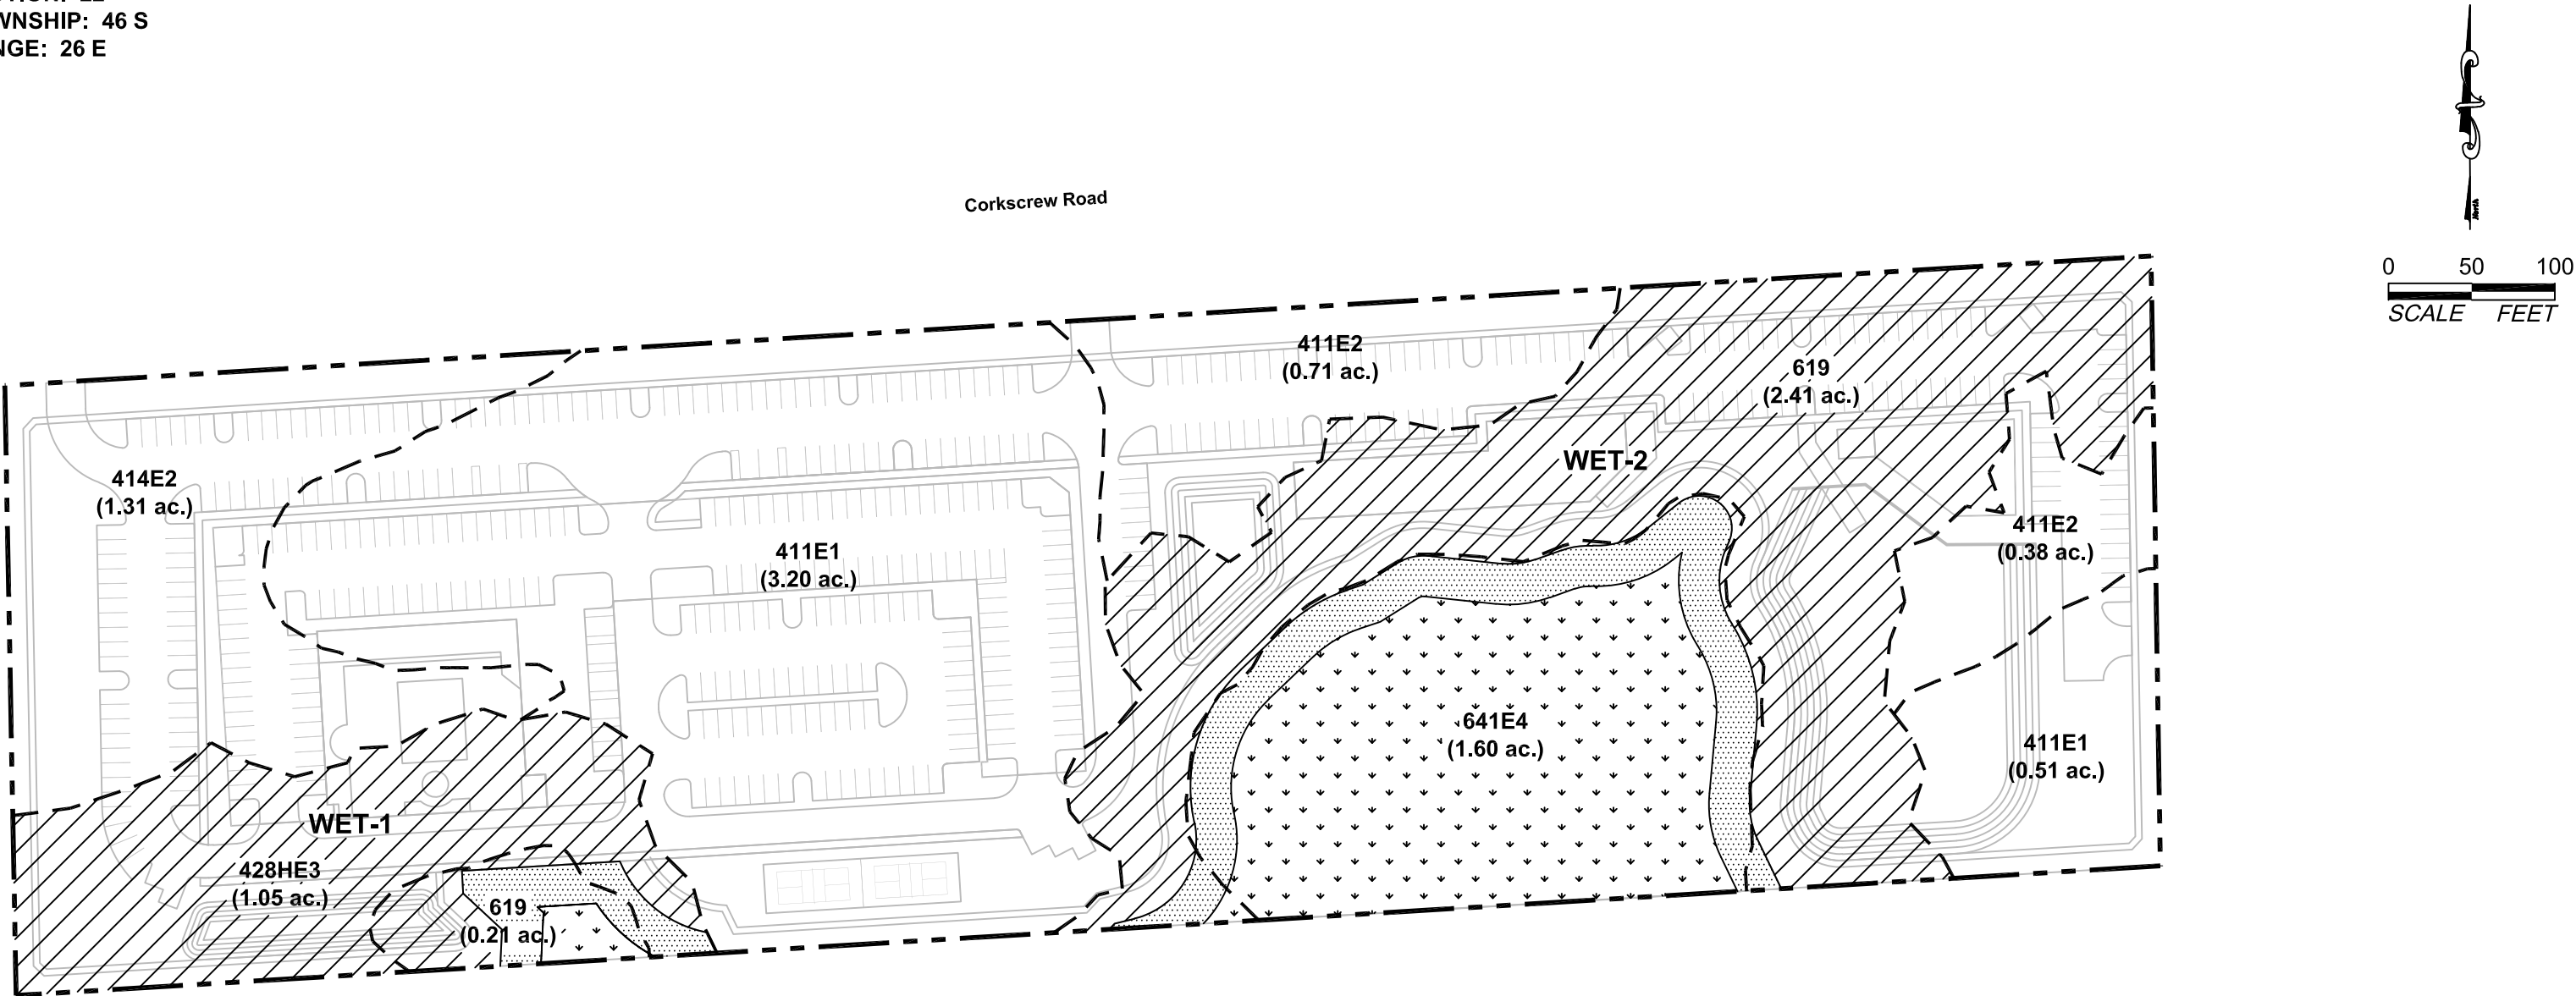 WNSHIP: 46 S
NGE: 26 E
North
0 50 100
SCALE FEET
Corkscrew Road
411E2
(0.71 ac.)
619
(2.41 ac.)
WET-2
414E2
(1.31 ac.)
411E1
(3.20 ac.)
411E2
(0.38 ac.)
641E4
(1.60 ac.)
411E1
(0.51 ac.)
WET-1
428HE3
(1.05 ac.)
619
(0.21 ac.)